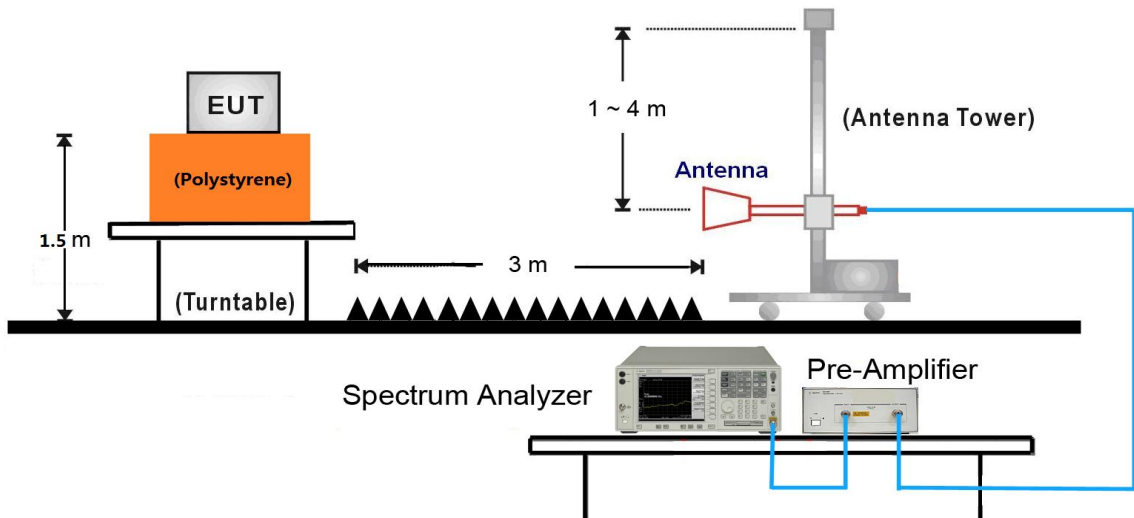 EUT
(Polystyrene)
1.5 m
(Turntable)
3 m
1 ~ 4 m
Antenna
(Antenna Tower)
Spectrum Analyzer
Pre-Amplifier